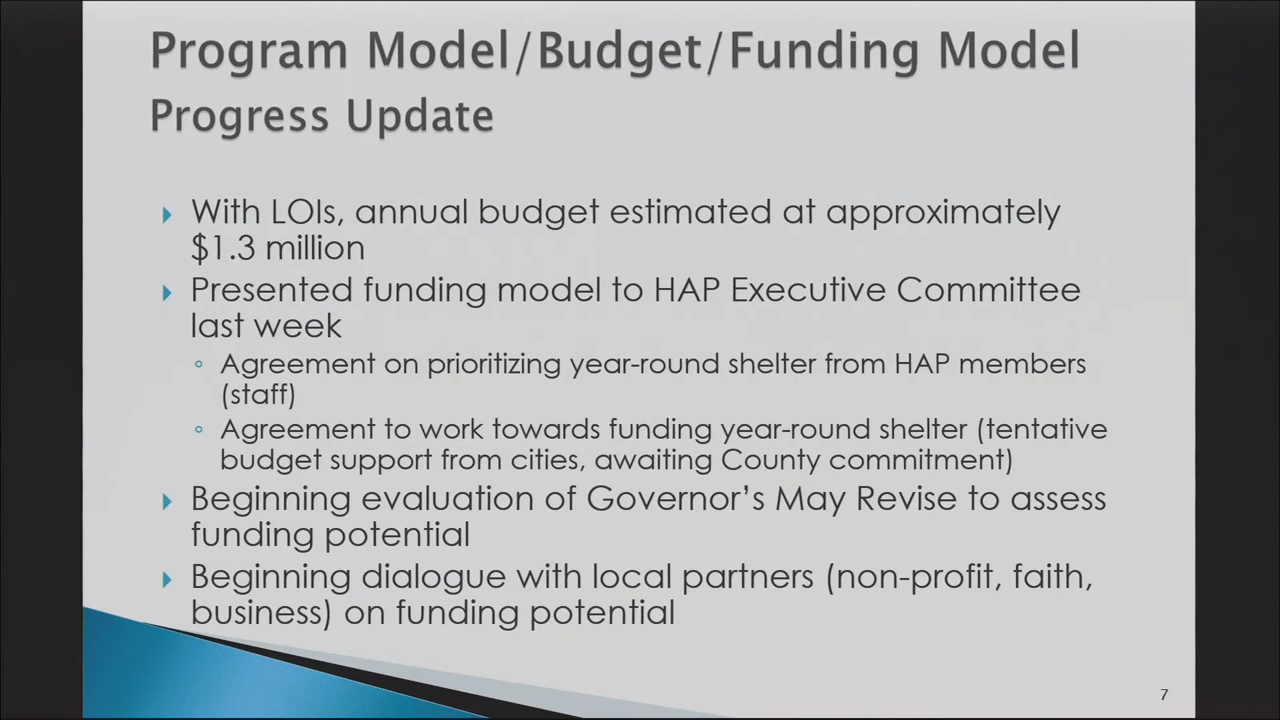 Program Model/Budget/Funding Model
Progress Update
With LOIs, annual budget estimated at approximately
$1.3 million
Presented funding model to HAP Executive Committee
last week
Agreement on prioritizing year-round shelter from HAP members
(staff)
Agreement to work towards funding year-round shelter (tentative
budget support from cities, awaiting County commitment)
Beginning evaluation of Governor’s May Revise to assess
funding potential
Beginning dialogue with local partners (non-profit, faith,
business) on funding potential
7